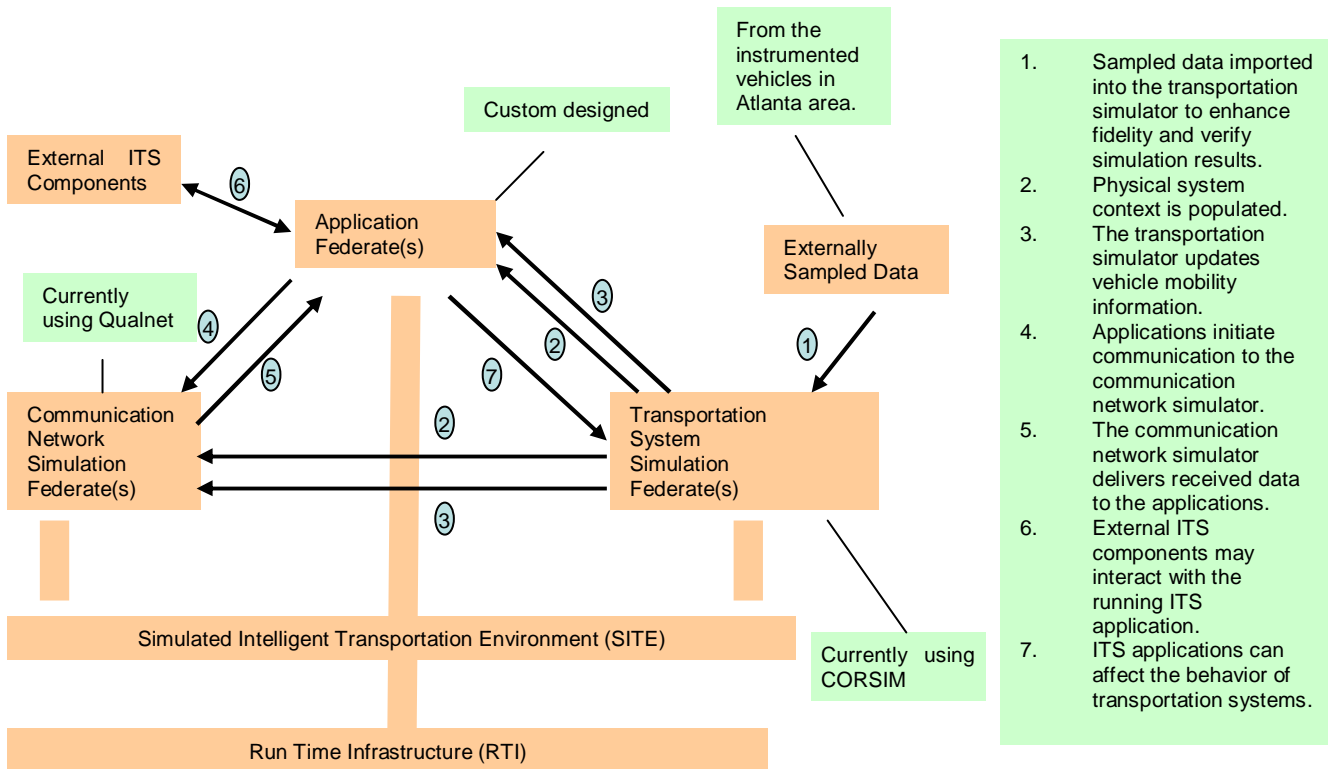 From the
instrumented
vehicles in
Atlanta area.
Custom designed
External ITS
Components
6
Application
Federate(s)
Externally
Sampled Data
Currently
using Qualnet
4
5
7
3
2
1
Communication
Network
Simulation
Federate(s)
2
3
Transportation
System
Simulation
Federate(s)
Simulated Intelligent Transportation Environment (SITE)
Currently using
CORSIM
Run Time Infrastructure (RTI)
1. Sampled data imported
into the transportation
simulator to enhance
fidelity and verify
simulation results.
2. Physical system
context is populated.
3. The transportation
simulator updates
vehicle mobility
information.
4. Applications initiate
communication to the
communication
network simulator.
5. The communication
network simulator
delivers received data
to the applications.
6. External ITS
components may
interact with the
running ITS
application.
7. ITS applications can
affect the behavior of
transportation systems.